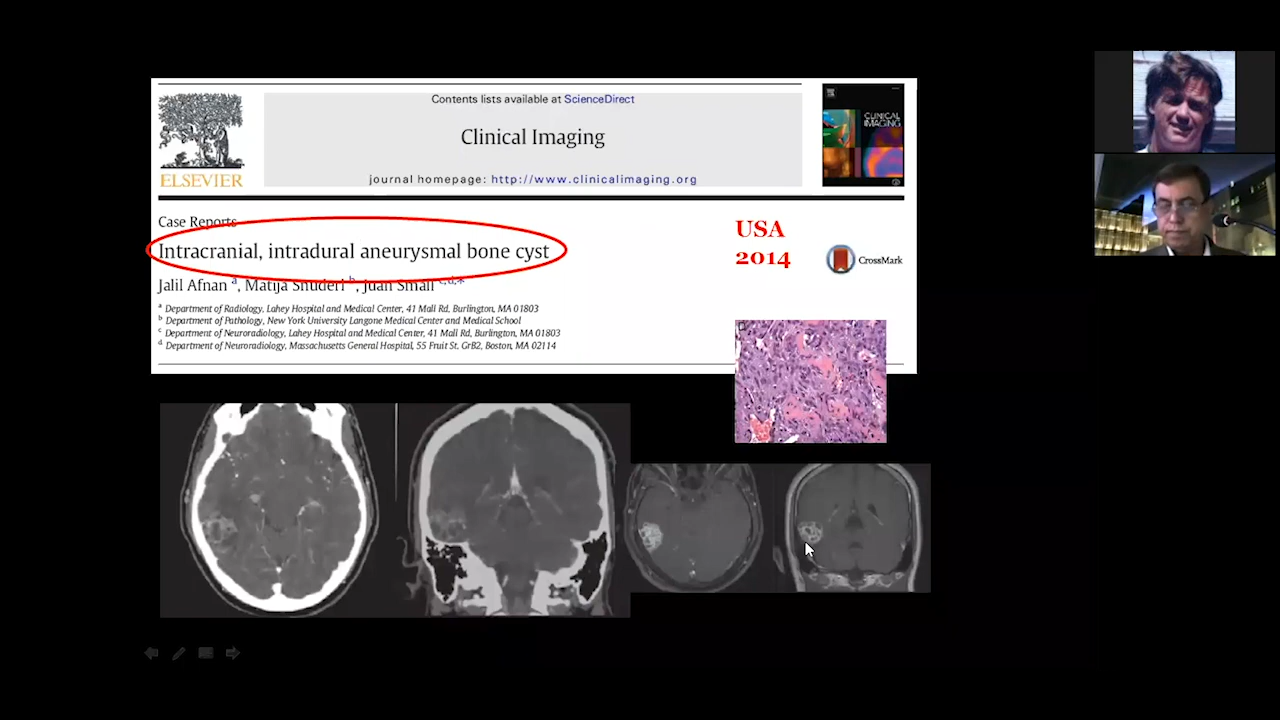 Contents lists available at ScienceDirect
Clinical Imaging
journal homepage: http://www.clinicalimaging.org
ELSEVIER
CLINICAL
IMAGING
Case Reports
Intracranial, intradural aneurysmal bone cyst
Jalil Afnan a, Matija Snuderl b, Juan Small c,d,*
a Department of Radiology, Lahey Hospital and Medical Center, 41 Mall Rd, Burlington, MA 01803
b Department of Pathology, New York University Langone Medical Center and Medical School
c Department of Neuroradiology, Lahey Hospital and Medical Center, 41 Mall Rd, Burlington, MA 01803
d Department of Neuroradiology, Massachusetts General Hospital, 55 Fruit St, GrB2, Boston, MA 02114
USA
2014
CrossMark